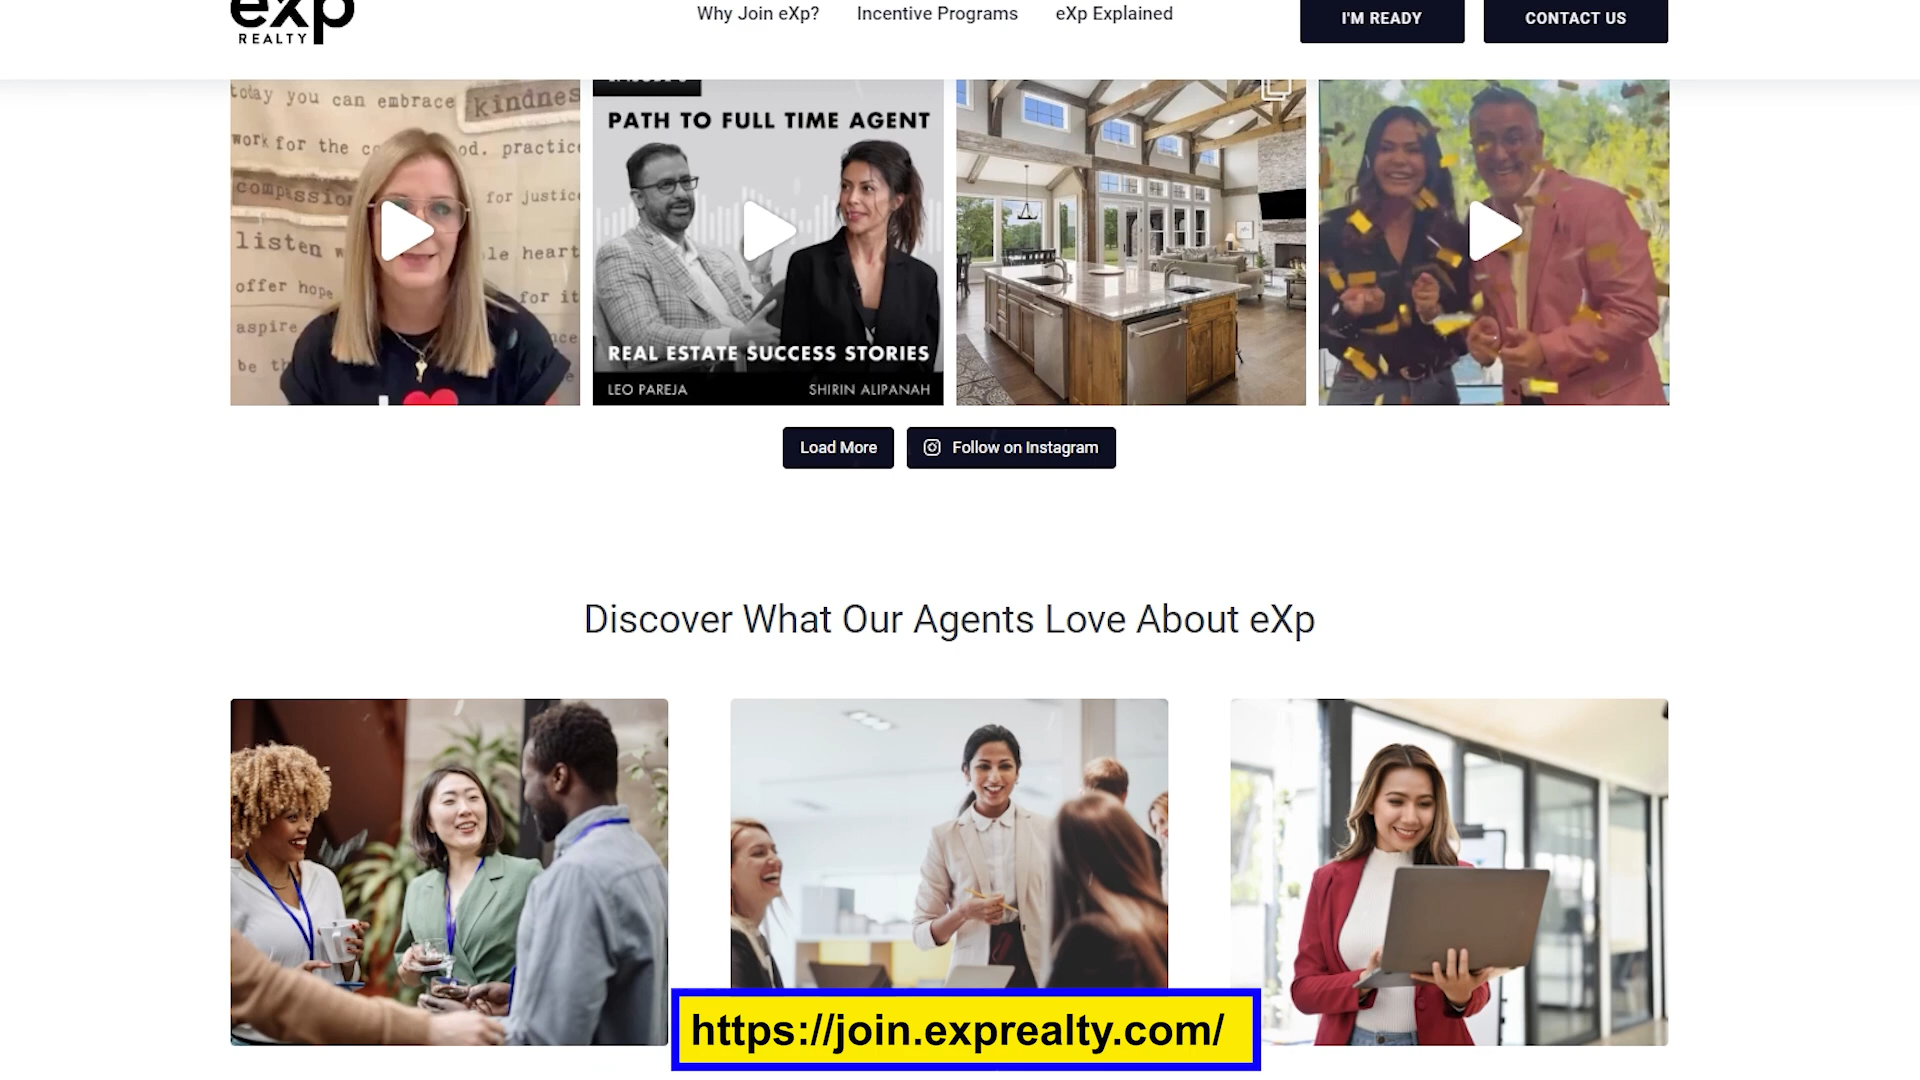 exp
REALTY
Why Join eXp?
Incentive Programs
eXp Explained
I'M READY
CONTACT US
today you can embrace kindnes
work for the co
od. practice
compassion
for justice
listen w
le heart
offer hope
for it
aspire
nce
be th
I
PATH TO FULL TIME AGENT
REAL ESTATE SUCCESS STORIES
LEO PAREJA
SHIRIN ALIPANAH
Load More
Follow on Instagram
Discover What Our Agents Love About eXp
https://join.exprealty.com/